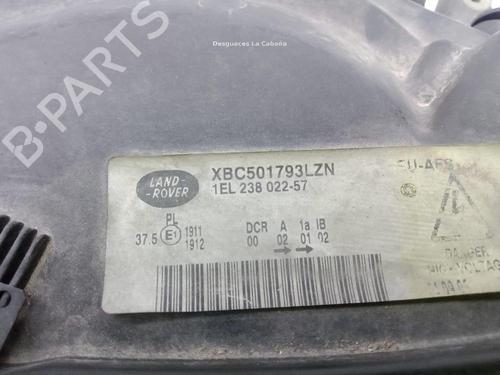 Desguaces La Cabaña
B-PARTS
LAND-
-ROVER
XBC501793LZN
1EL 238 022-57
PL
37.5 E1 1911
1912
DCR A 1a IB
00 02 01 02
DANGER